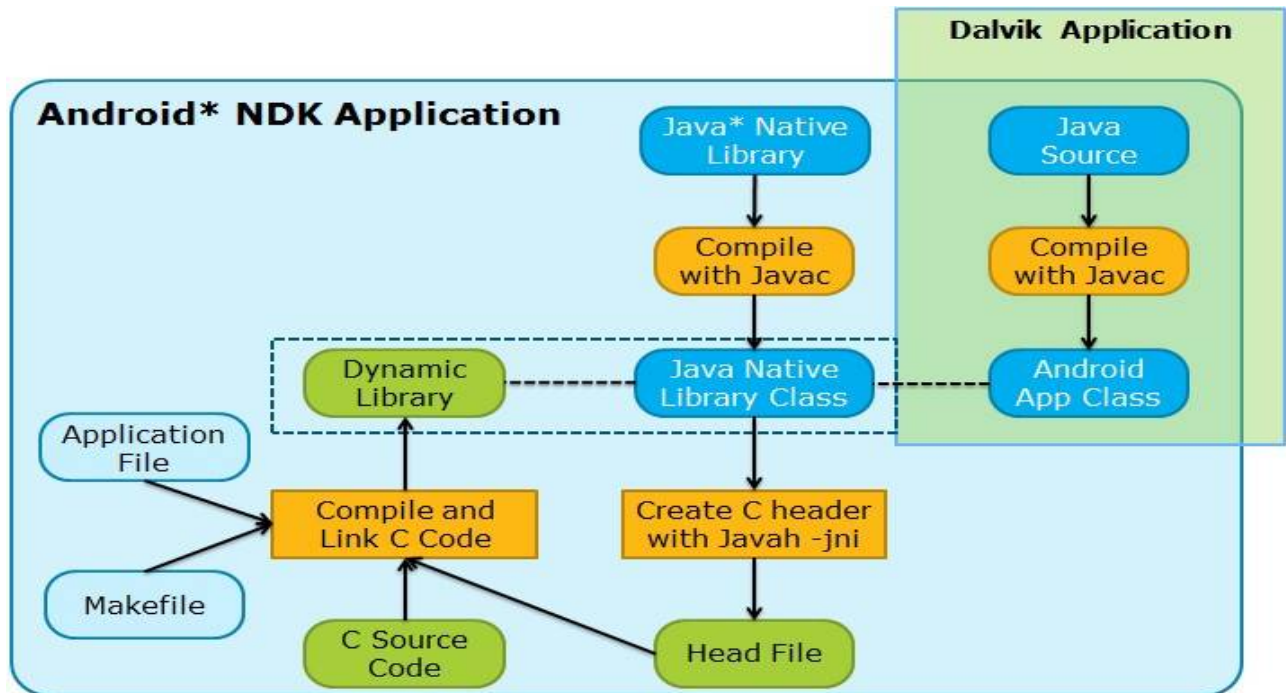 Dalvik Application
Android* NDK Application
Java* Native
Library
Java
Source
Compile
with Javac
Compile
with Javac
Dynamic
Library
Java Native
Library Class
Android
App Class
Application
File
Compile and
Link C Code
Create C header
with Javah -jni
Makefile
C Source
Code
Head File